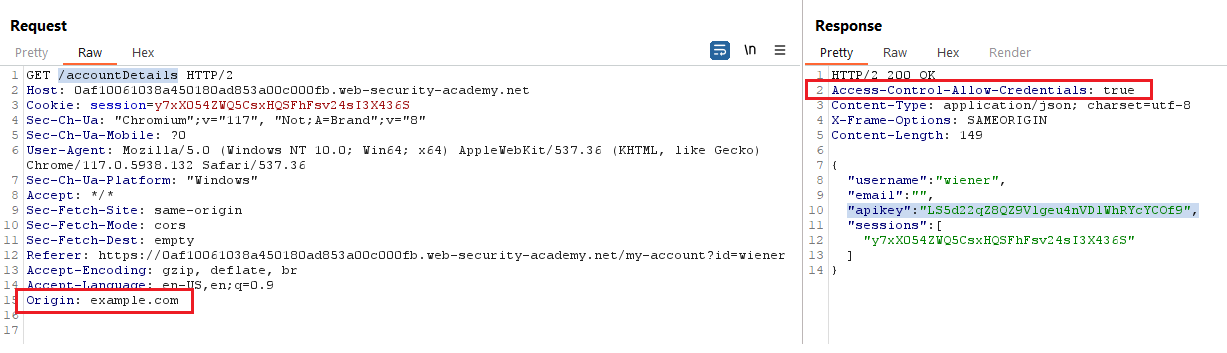 Request
Pretty Raw Hex
\n
1 GET /accountDetails HTTP/2
2 Host: 0af10061038a450180ad853a00c000fb.web-security-academy.net
3 Cookie: session=y7xXO54ZWQ5CsxHQSFhFsv24sI3X436S
4 Sec-Ch-Ua: "Chromium";v="117", "Not;A=Brand";v="8"
5 Sec-Ch-Ua-Mobile: ?0
6 User-Agent: Mozilla/5.0 (Windows NT 10.0; Win64; x64) AppleWebKit/537.36 (KHTML, like Gecko)
Chrome/117.0.5938.132 Safari/537.36
7 Sec-Ch-Ua-Platform: "Windows"
8 Accept: */*
9 Sec-Fetch-Site: same-origin
10 Sec-Fetch-Mode: cors
11 Sec-Fetch-Dest: empty
12 Referer: https://0af10061038a450180ad853a00c000fb.web-security-academy.net/my-account?id=wiener
13 Accept-Encoding: gzip, deflate, br
14 Accept-Language: en-US,en;q=0.9
15 Origin: example.com
16
17
Response
Pretty Raw Hex Render
1 HTTP/2 200 OK
2 Access-Control-Allow-Credentials: true
3 Content-Type: application/json; charset=utf-8
4 X-Frame-Options: SAMEORIGIN
5 Content-Length: 149
6
7 {
8 "username":"wiener",
9 "email":"",
10 "apikey":"LS5d22qZ8QZ9Vlgeu4nVDlWhRYcYCOf9",
11 "sessions":[
12 "y7xXO54ZWQ5CsxHQSFhFsv24sI3X436S"
13 ]
14 }